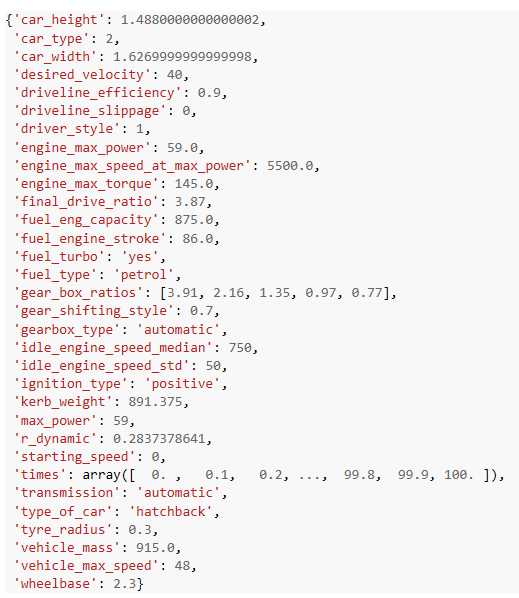 {'car_height': 1.4880000000000002,
'car_type': 2,
'car_width': 1.6269999999999998,
'desired_velocity': 40,
'driveline_efficiency': 0.9,
'driveline_slippage': 0,
'driver_style': 1,
'engine_max_power': 59.0,
'engine_max_speed_at_max_power': 5500.0,
'engine_max_torque': 145.0,
'final_drive_ratio': 3.87,
'fuel_eng_capacity': 875.0,
'fuel_engine_stroke': 86.0,
'fuel_turbo': 'yes',
'fuel_type': 'petrol',
'gear_box_ratios': [3.91, 2.16, 1.35, 0.97, 0.77],
'gear_shifting_style': 0.7,
'gearbox_type': 'automatic',
'idle_engine_speed_median': 750,
'idle_engine_speed_std': 50,
'ignition_type': 'positive',
'kerb_weight': 891.375,
'max_power': 59,
'r_dynamic': 0.2837378641,
'starting_speed': 0,
'times': array([  0. ,   0.1,   0.2, ...,  99.8,  99.9, 100. ]),
'transmission': 'automatic',
'type_of_car': 'hatchback',
'tyre_radius': 0.3,
'vehicle_mass': 915.0,
'vehicle_max_speed': 48,
'wheelbase': 2.3}